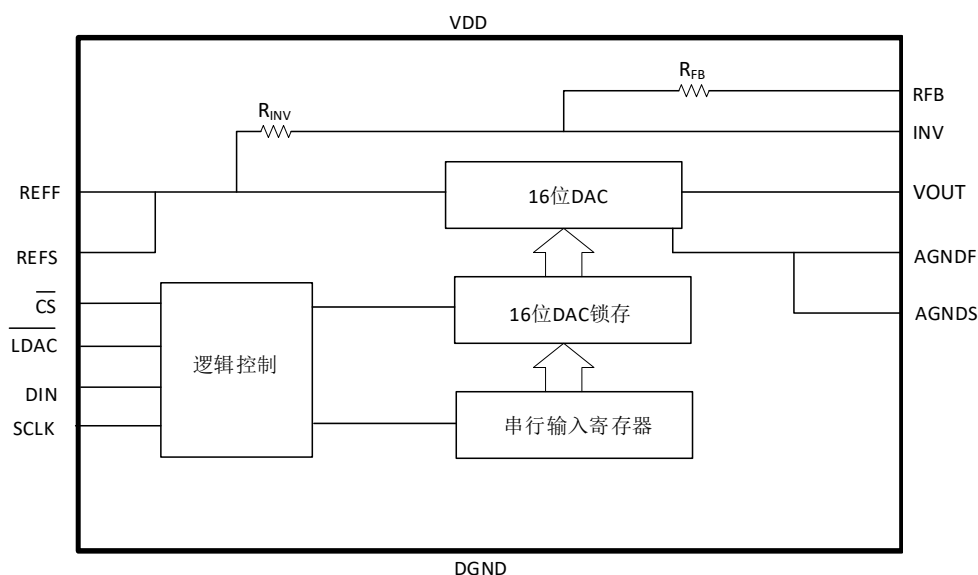 VDD
RFB
RFB
RINV
INV
REFF
16位DAC
VOUT
REFS
AGNDF
CS
16位DAC锁存
AGNDS
LDAC
逻辑控制
DIN
串行输入寄存器
SCLK
DGND